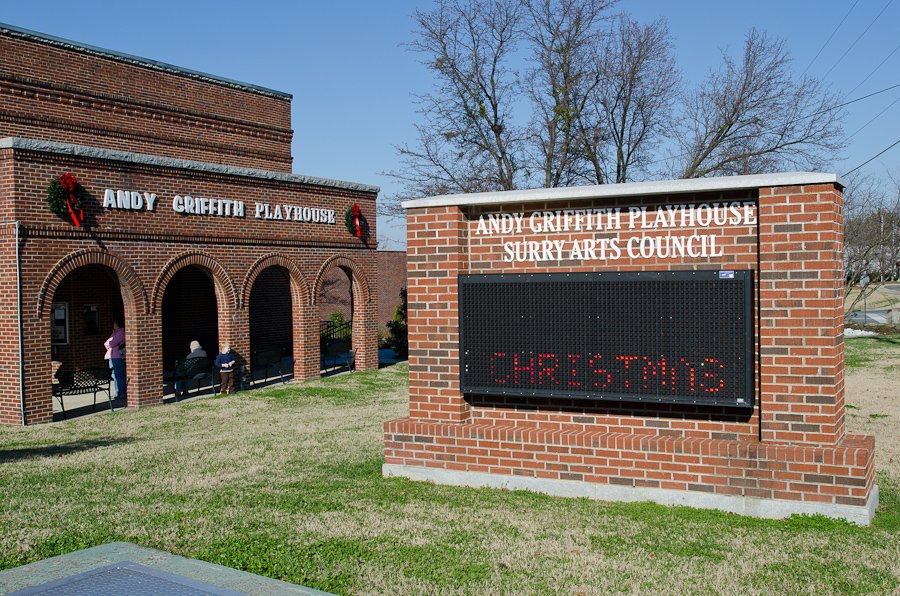 ANDY GRIFFITH PLAYHOUSE
ANDY GRIFFITH PLAYHOUSE
SURRY ARTS COUNCIL
CHRISTMAS